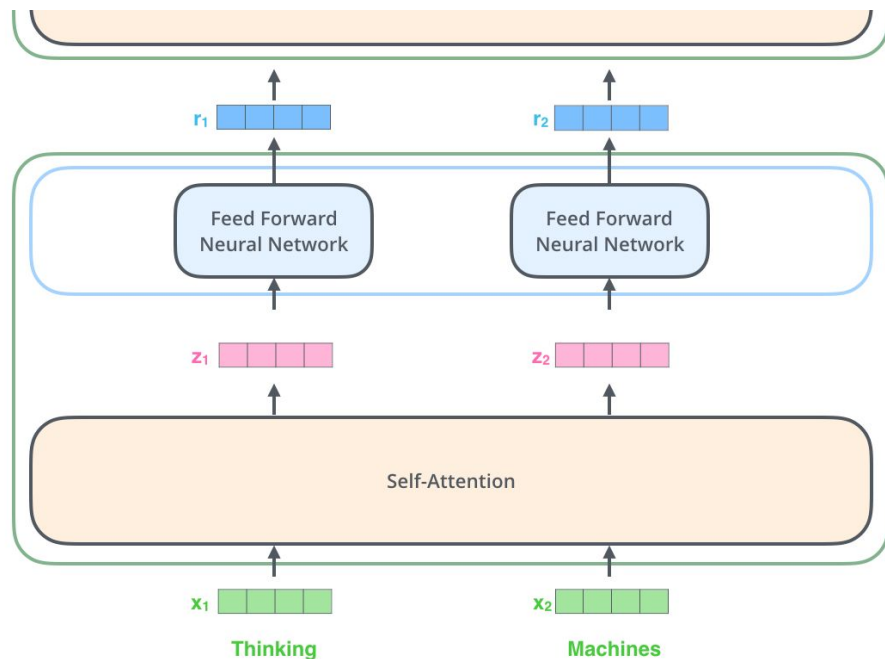 r₁ r₂
Feed Forward Neural Network
Feed Forward Neural Network
z₁ z₂
Self-Attention
x₁ x₂
Thinking Machines